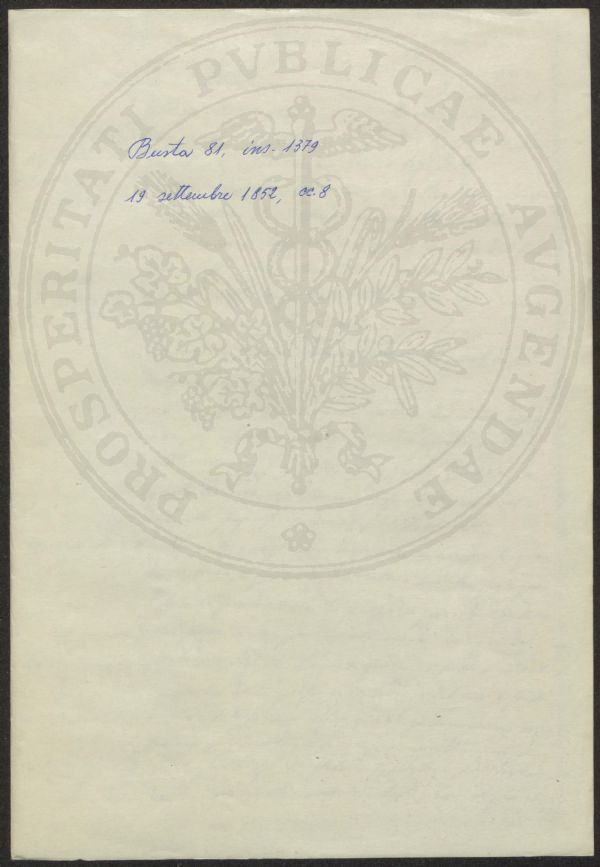 Busta 81, ins. 1379
19 settembre 1852, cc. 8
PROSPERITATI PVBLICAE AVGENDAE